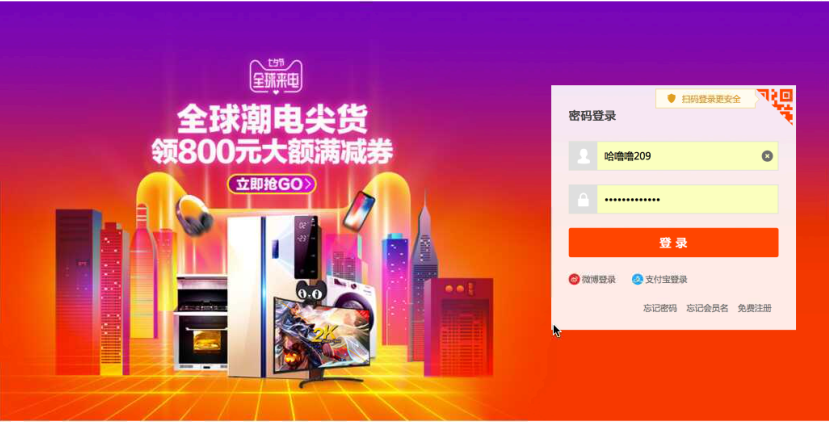 七夕节
全球来电
全球潮电尖货
领800元大额满减券
立即抢GO>
02
-23
2K
扫码登录更安全
密码登录
哈噜噜209
•••••••••••••
登 录
微博登录 支付宝登录
忘记密码 忘记会员名 免费注册